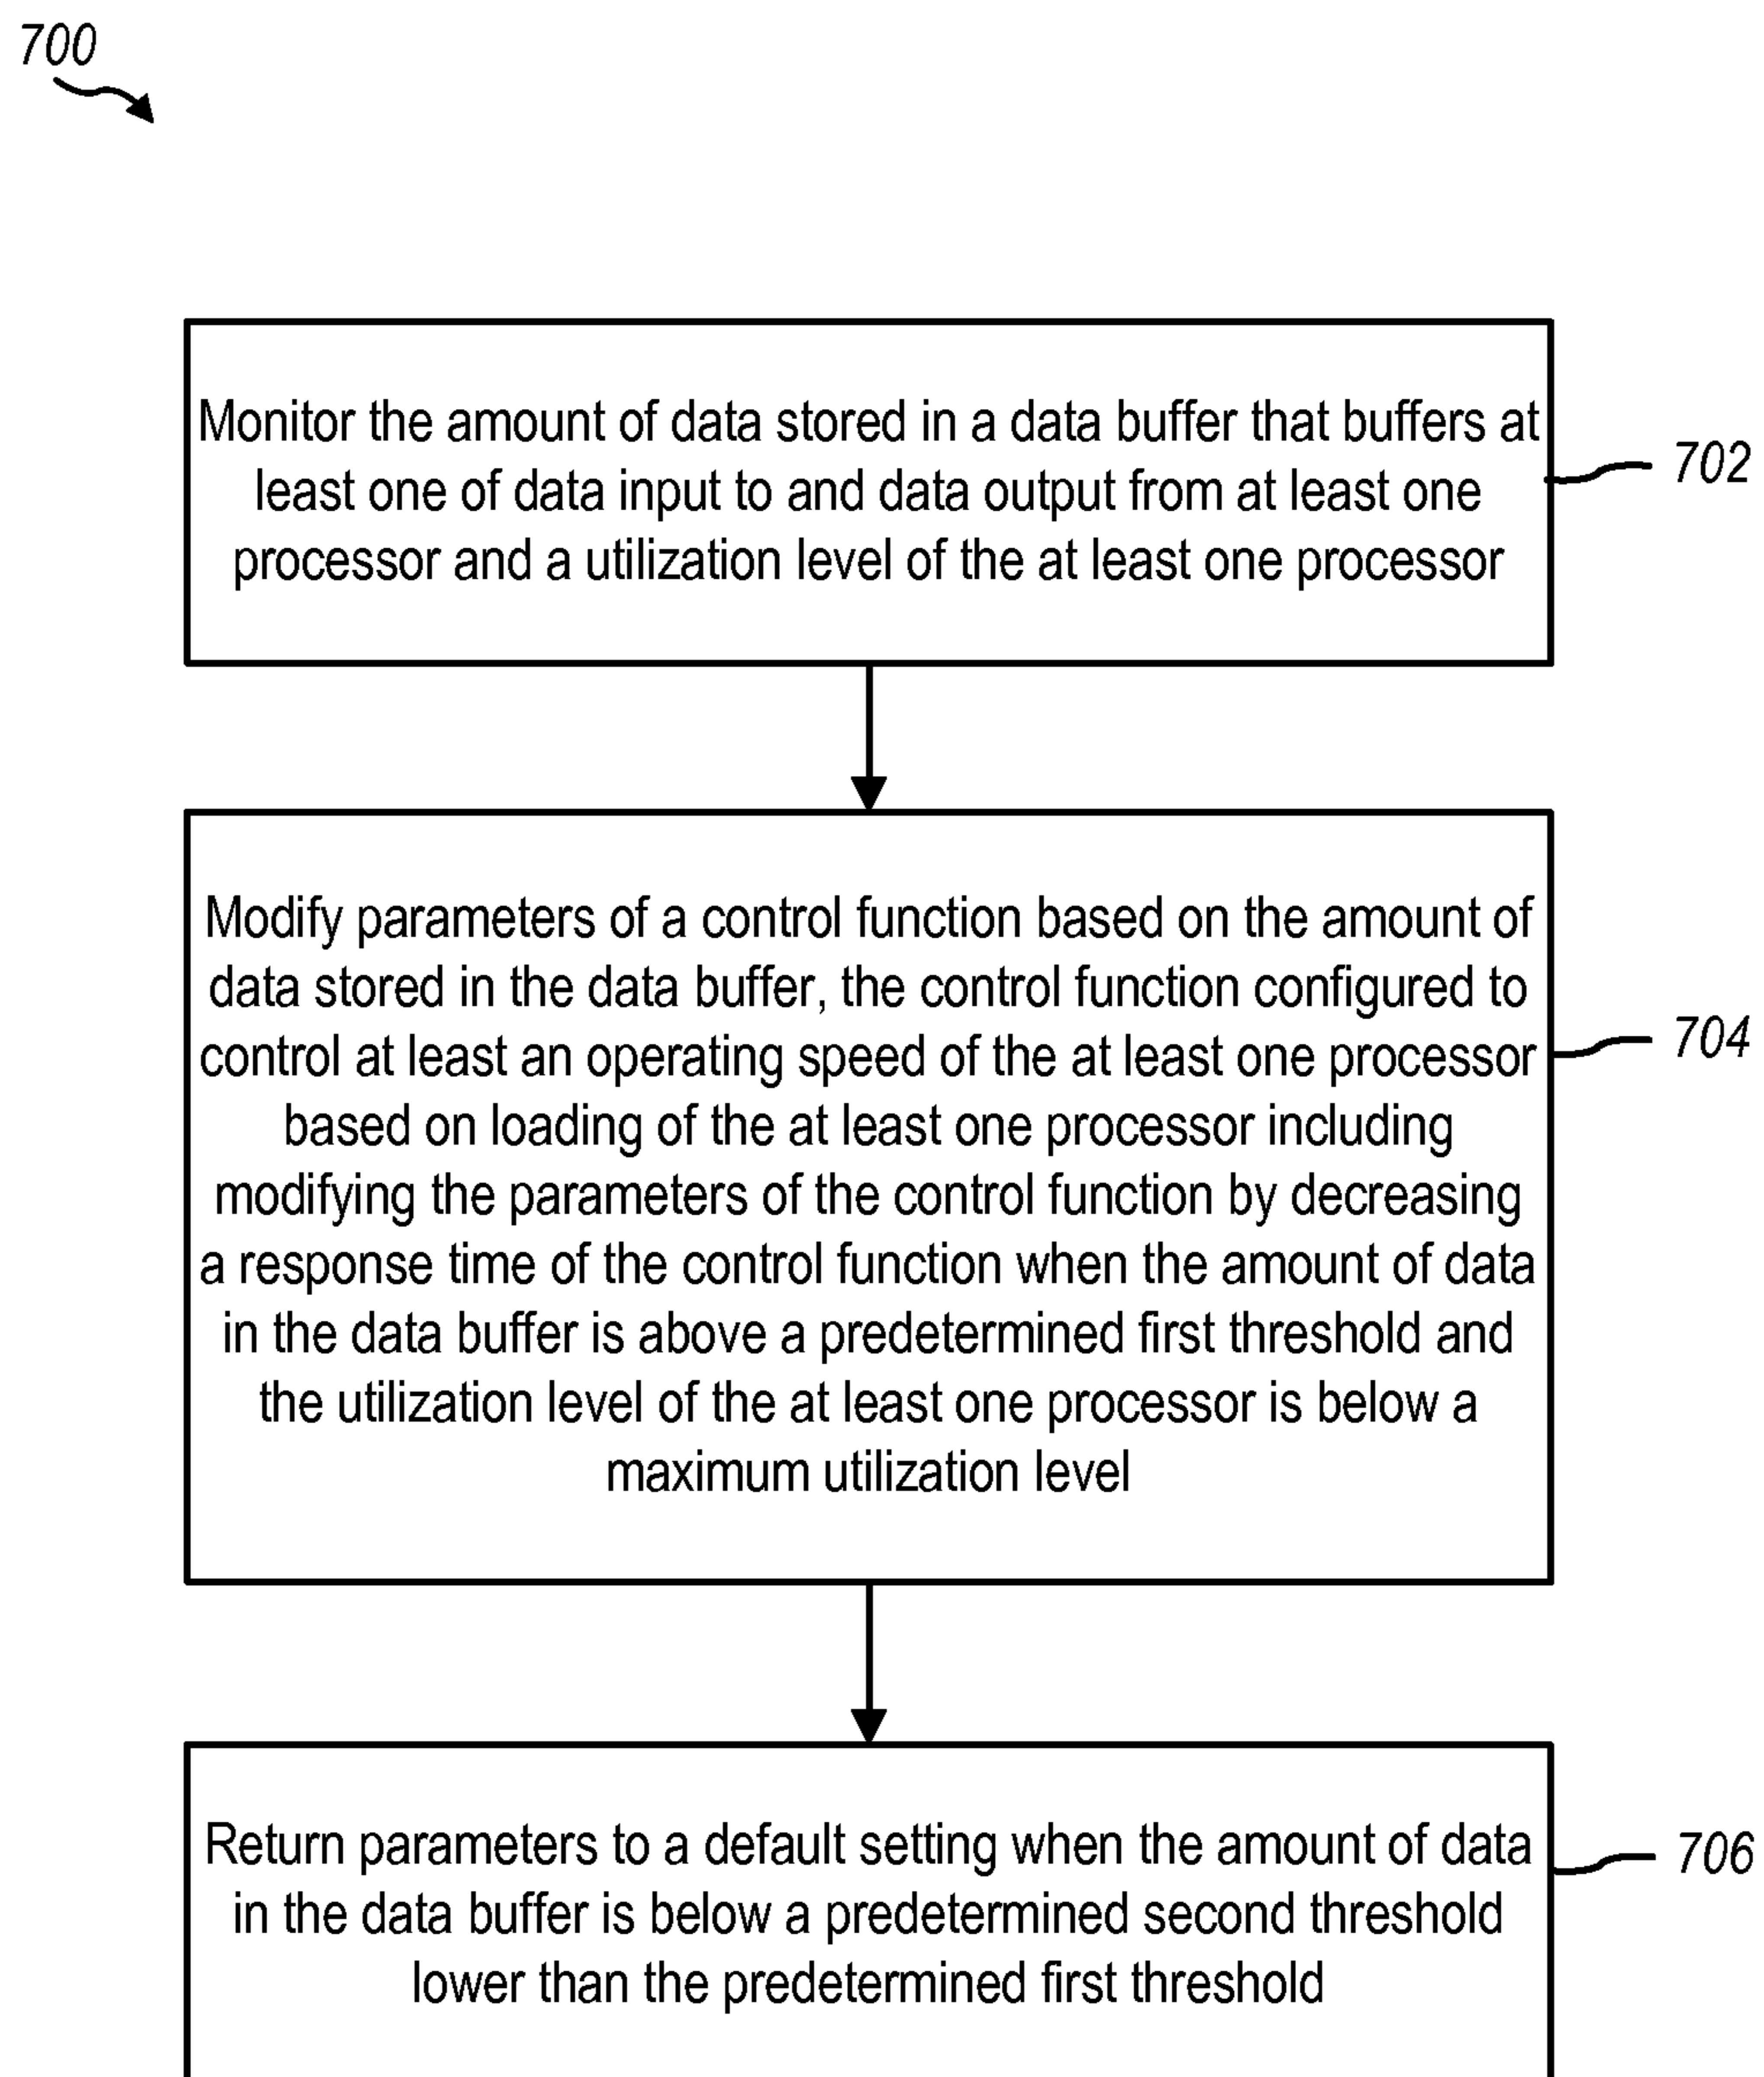 700
Monitor the amount of data stored in a data buffer that buffers at
least one of data input to and data output from at least one
processor and a utilization level of the at least one processor
702
Modify parameters of a control function based on the amount of
data stored in the data buffer, the control function configured to
control at least an operating speed of the at least one processor
based on loading of the at least one processor including
modifying the parameters of the control function by decreasing
a response time of the control function when the amount of data
in the data buffer is above a predetermined first threshold and
the utilization level of the at least one processor is below a
maximum utilization level
704
Return parameters to a default setting when the amount of data
in the data buffer is below a predetermined second threshold
lower than the predetermined first threshold
706